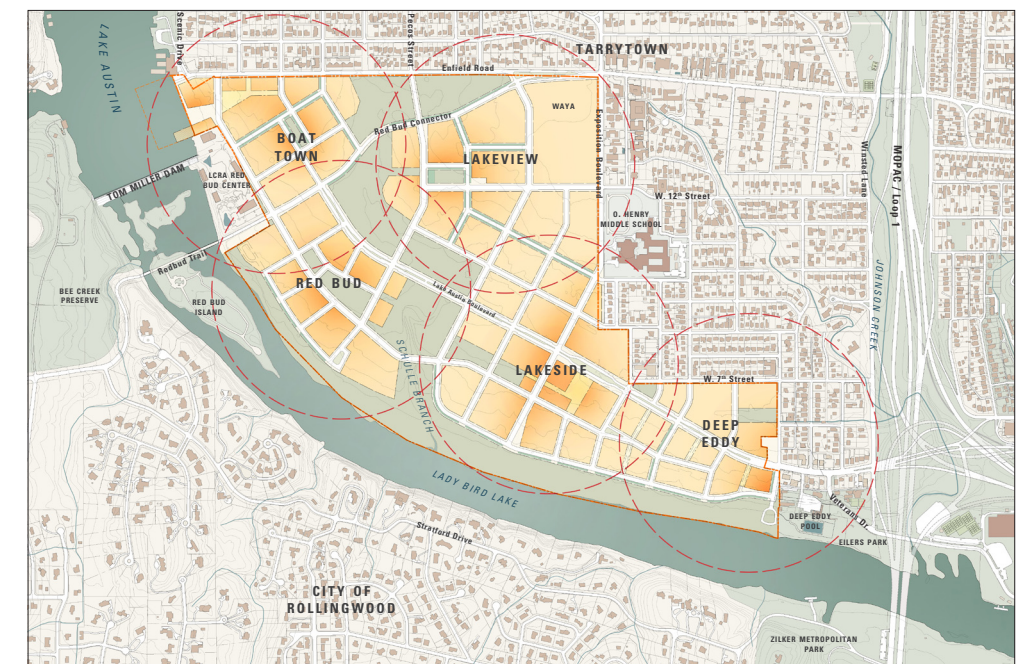 LAKE AUSTIN
Scenic Drive
Pecos Street
TARRYTOWN
Enfield Road
WAYA
Exposition Boulevard
Red Bud Connector
BOAT
TOWN
LAKEVIEW
Winsted Lane
MOPAC / Loop 1
TOM MILLER DAM
LCRA RED
BUD CENTER
W. 12th Street
O. HENRY
MIDDLE SCHOOL
Redbud Trail
BEE CREEK
PRESERVE
RED BUD
ISLAND
RED BUD
Lake Austin Boulevard
JOHNSON CREEK
SCHULLE BRANCH
LAKESIDE
W. 7th Street
DEEP
EDDY
LADY BIRD LAKE
Stratford Drive
Veterans Dr.
DEEP EDDY
POOL
EILERS PARK
CITY OF
ROLLINGWOOD
ZILKER METROPOLITAN
PARK